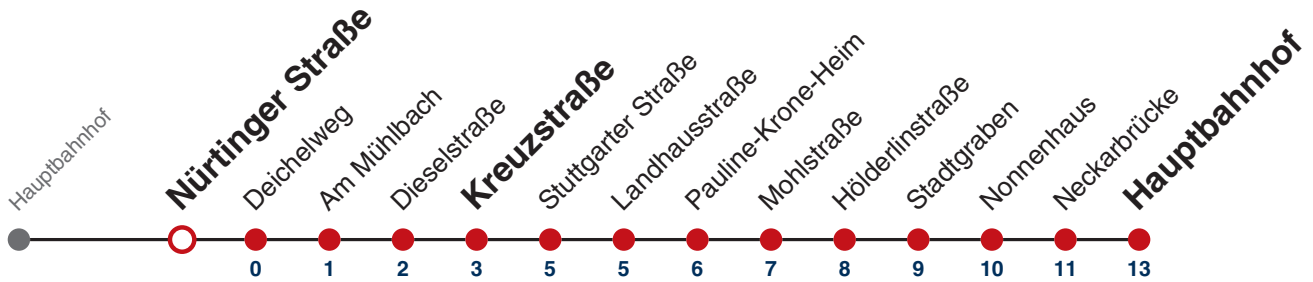 Hauptbahnhof
Nürtinger Straße
Deichelweg
Am Mühlbach
Dieselstraße
Kreuzstraße
Stuttgarter Straße
Landhausstraße
Pauline-Krone-Heim
Mohlstraße
Hölderlinstraße
Stadtgraben
Nonnenhaus
Neckarbrücke
Hauptbahnhof
0 1 2 3 5 5 6 7 8 9 10 11 13